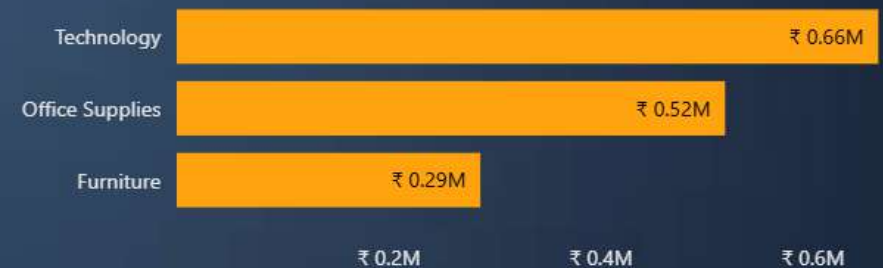 Technology ₹ 0.66M
Office Supplies ₹ 0.52M
Furniture ₹ 0.29M
₹ 0.2M ₹ 0.4M ₹ 0.6M